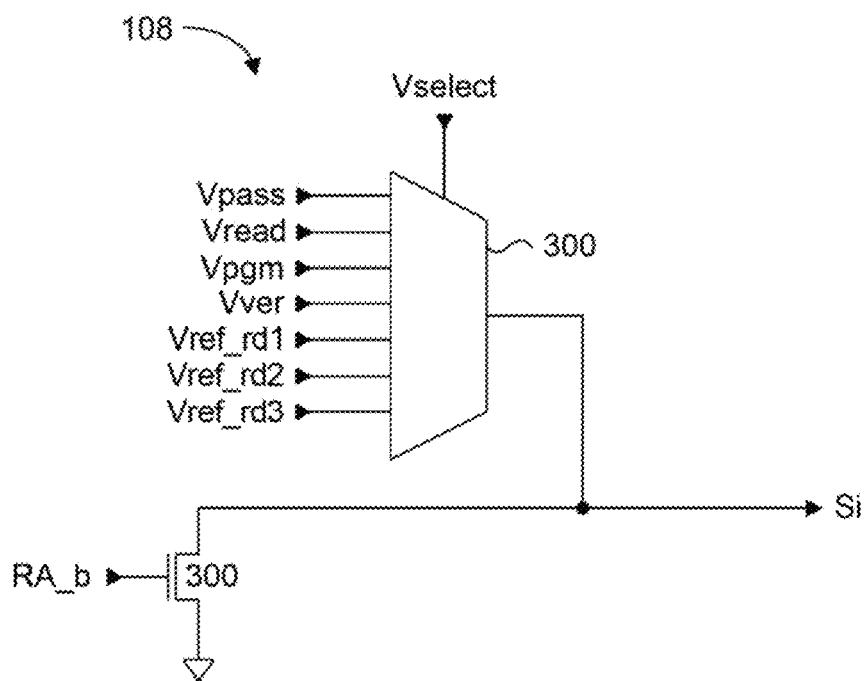 108
Vselect
Vpass
Vread
300
Vpgm
Vver
Vref_rd1
Vref_rd2
Vref_rd3
Si
RA_b
300